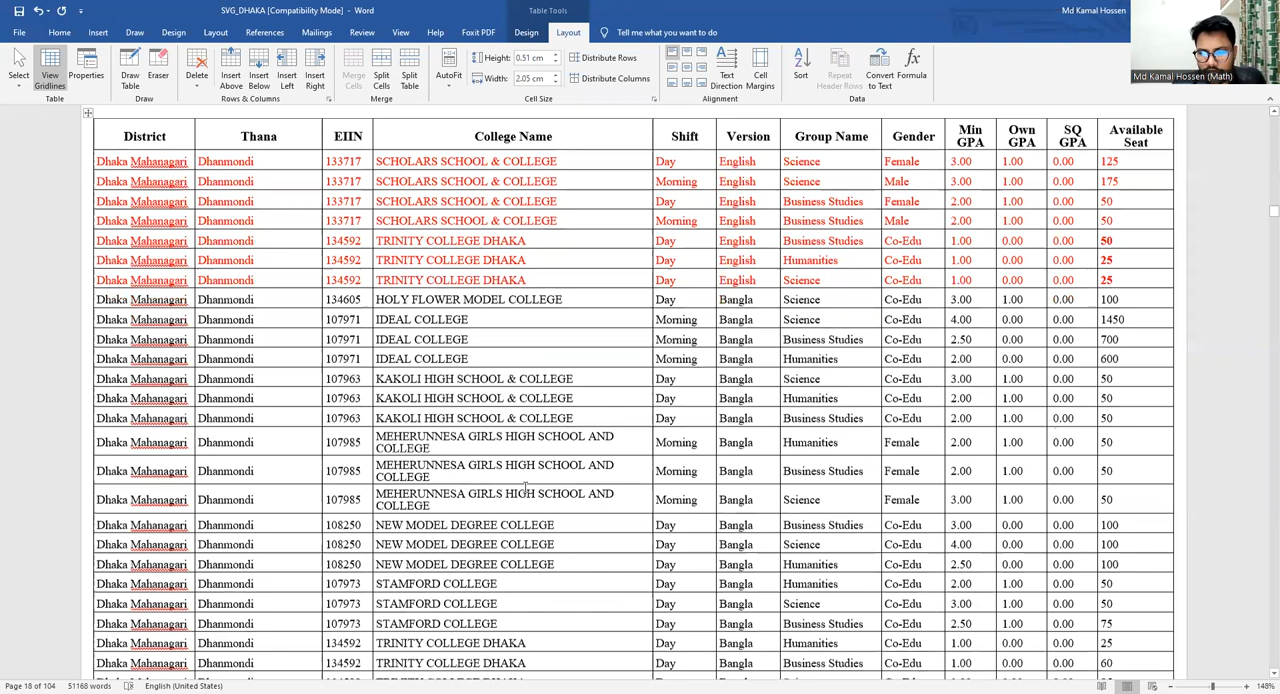 SVG_DHAKA [Compatibility Mode] - Word
Table Tools
Md Kamal Hossen
File Home Insert Draw Design Layout References Mailings Review View Help Foxit PDF Design Layout Tell me what you want to do
Select View Gridlines Properties Draw Table Eraser Delete Insert Above Insert Below Insert Left Insert Right Merge Cells Split Cells Split Table AutoFit Height: 0.51 cm Width: 2.05 cm Distribute Rows Distribute Columns Text Direction Cell Margins Sort Repeat Header Rows Convert to Text Formula
Table Draw Rows & Columns Merge Cell Size Alignment Data
Md Kamal Hossen (Math)
District Thana EIIN College Name Shift Version Group Name Gender Min GPA Own GPA SQ GPA Available Seat
Dhaka Mahanagari Dhanmondi 133717 SCHOLARS SCHOOL & COLLEGE Day English Science Female 3.00 1.00 0.00 125
Dhaka Mahanagari Dhanmondi 133717 SCHOLARS SCHOOL & COLLEGE Morning English Science Male 3.00 1.00 0.00 175
Dhaka Mahanagari Dhanmondi 133717 SCHOLARS SCHOOL & COLLEGE Day English Business Studies Female 2.00 1.00 0.00 50
Dhaka Mahanagari Dhanmondi 133717 SCHOLARS SCHOOL & COLLEGE Morning English Business Studies Male 2.00 1.00 0.00 50
Dhaka Mahanagari Dhanmondi 134592 TRINITY COLLEGE DHAKA Day English Business Studies Co-Edu 1.00 0.00 0.00 50
Dhaka Mahanagari Dhanmondi 134592 TRINITY COLLEGE DHAKA Day English Humanities Co-Edu 1.00 0.00 0.00 25
Dhaka Mahanagari Dhanmondi 134592 TRINITY COLLEGE DHAKA Day English Science Co-Edu 1.00 0.00 0.00 25
Dhaka Mahanagari Dhanmondi 134605 HOLY FLOWER MODEL COLLEGE Day Bangla Science Co-Edu 3.00 1.00 0.00 100
Dhaka Mahanagari Dhanmondi 107971 IDEAL COLLEGE Morning Bangla Science Co-Edu 4.00 0.00 0.00 1450
Dhaka Mahanagari Dhanmondi 107971 IDEAL COLLEGE Morning Bangla Business Studies Co-Edu 2.50 0.00 0.00 700
Dhaka Mahanagari Dhanmondi 107971 IDEAL COLLEGE Morning Bangla Humanities Co-Edu 2.00 0.00 0.00 600
Dhaka Mahanagari Dhanmondi 107963 KAKOLI HIGH SCHOOL & COLLEGE Day Bangla Science Co-Edu 3.00 1.00 0.00 50
Dhaka Mahanagari Dhanmondi 107963 KAKOLI HIGH SCHOOL & COLLEGE Day Bangla Humanities Co-Edu 2.00 1.00 0.00 50
Dhaka Mahanagari Dhanmondi 107963 KAKOLI HIGH SCHOOL & COLLEGE Day Bangla Business Studies Co-Edu 2.00 1.00 0.00 50
Dhaka Mahanagari Dhanmondi 107985 MEHERUNNESA GIRLS HIGH SCHOOL AND COLLEGE Morning Bangla Humanities Female 2.00 1.00 0.00 50
Dhaka Mahanagari Dhanmondi 107985 MEHERUNNESA GIRLS HIGH SCHOOL AND COLLEGE Morning Bangla Business Studies Female 2.00 1.00 0.00 50
Dhaka Mahanagari Dhanmondi 107985 MEHERUNNESA GIRLS HIGH SCHOOL AND COLLEGE Morning Bangla Science Female 3.00 1.00 0.00 50
Dhaka Mahanagari Dhanmondi 108250 NEW MODEL DEGREE COLLEGE Day Bangla Business Studies Co-Edu 3.00 0.00 0.00 100
Dhaka Mahanagari Dhanmondi 108250 NEW MODEL DEGREE COLLEGE Day Bangla Science Co-Edu 4.00 0.00 0.00 100
Dhaka Mahanagari Dhanmondi 108250 NEW MODEL DEGREE COLLEGE Day Bangla Humanities Co-Edu 2.50 0.00 0.00 100
Dhaka Mahanagari Dhanmondi 107973 STAMFORD COLLEGE Day Bangla Humanities Co-Edu 2.00 1.00 0.00 50
Dhaka Mahanagari Dhanmondi 107973 STAMFORD COLLEGE Day Bangla Science Co-Edu 3.00 1.00 0.00 50
Dhaka Mahanagari Dhanmondi 107973 STAMFORD COLLEGE Day Bangla Business Studies Co-Edu 2.50 1.00 0.00 75
Dhaka Mahanagari Dhanmondi 134592 TRINITY COLLEGE DHAKA Day Bangla Humanities Co-Edu 1.00 0.00 0.00 25
Dhaka Mahanagari Dhanmondi 134592 TRINITY COLLEGE DHAKA Day Bangla Business Studies Co-Edu 1.00 0.00 0.00 60
Page 18 of 104 51168 words English (United States) 148%